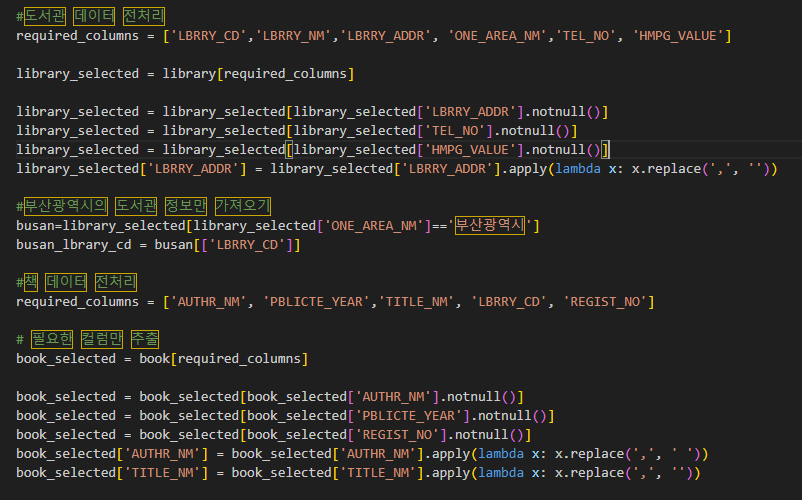 #도서관 데이터 전처리
required_columns = ['LBRRY_CD','LBRRY_NM','LBRRY_ADDR', 'ONE_AREA_NM','TEL_NO', 'HMPG_VALUE']
library_selected = library[required_columns]
library_selected = library_selected[library_selected['LBRRY_ADDR'].notnull()]
library_selected = library_selected[library_selected['TEL_NO'].notnull()]
library_selected = library_selected[library_selected['HMPG_VALUE'].notnull()]
library_selected['LBRRY_ADDR'] = library_selected['LBRRY_ADDR'].apply(lambda x: x.replace(',', ''))
#부산광역시의 도서관 정보만 가져오기
busan=library_selected[library_selected['ONE_AREA_NM']=='부산광역시']
busan_lbrary_cd = busan[['LBRRY_CD']]
#책 데이터 전처리
required_columns = ['AUTHR_NM', 'PBLICTE_YEAR','TITLE_NM', 'LBRRY_CD', 'REGIST_NO']
# 필요한 컬럼만 추출
book_selected = book[required_columns]
book_selected = book_selected[book_selected['AUTHR_NM'].notnull()]
book_selected = book_selected[book_selected['PBLICTE_YEAR'].notnull()]
book_selected = book_selected[book_selected['REGIST_NO'].notnull()]
book_selected['AUTHR_NM'] = book_selected['AUTHR_NM'].apply(lambda x: x.replace(',', ' '))
book_selected['TITLE_NM'] = book_selected['TITLE_NM'].apply(lambda x: x.replace(',', ''))